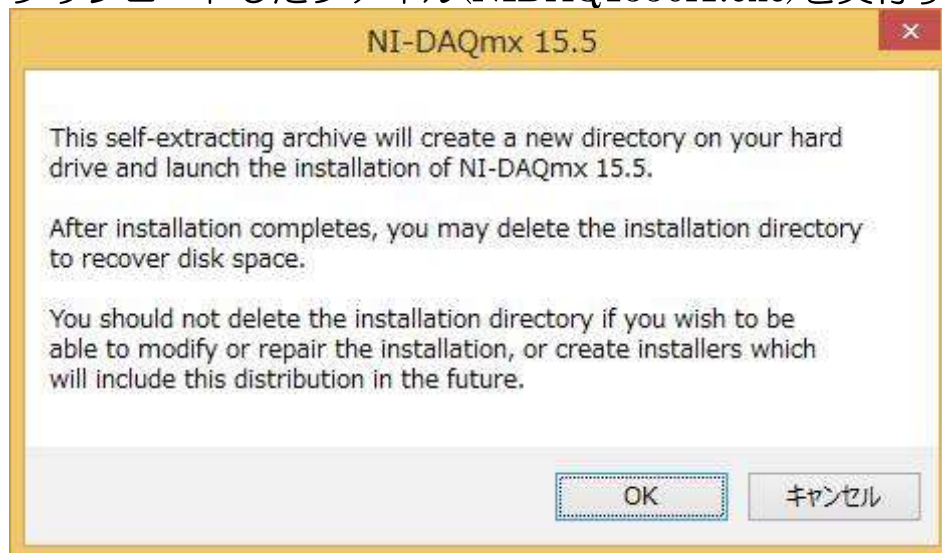 NI-DAQmx 15.5
This self-extracting archive will create a new directory on your hard
drive and launch the installation of NI-DAQmx 15.5.
After installation completes, you may delete the installation directory
to recover disk space.
You should not delete the installation directory if you wish to be
able to modify or repair the installation, or create installers which
will include this distribution in the future.
OK
キャンセル